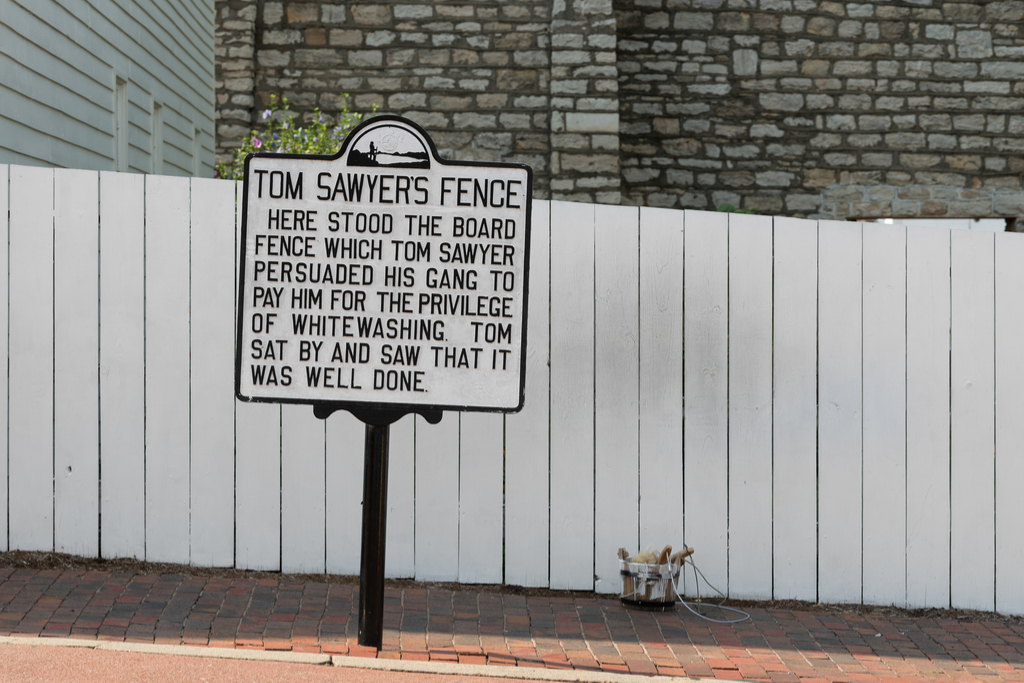 TOM SAWYER'S FENCE
HERE STOOD THE BOARD
FENCE WHICH TOM SAWYER
PERSUADED HIS GANG TO
PAY HIM FOR THE PRIVILEGE
OF WHITEWASHING. TOM
SAT BY AND SAW THAT IT
WAS WELL DONE.